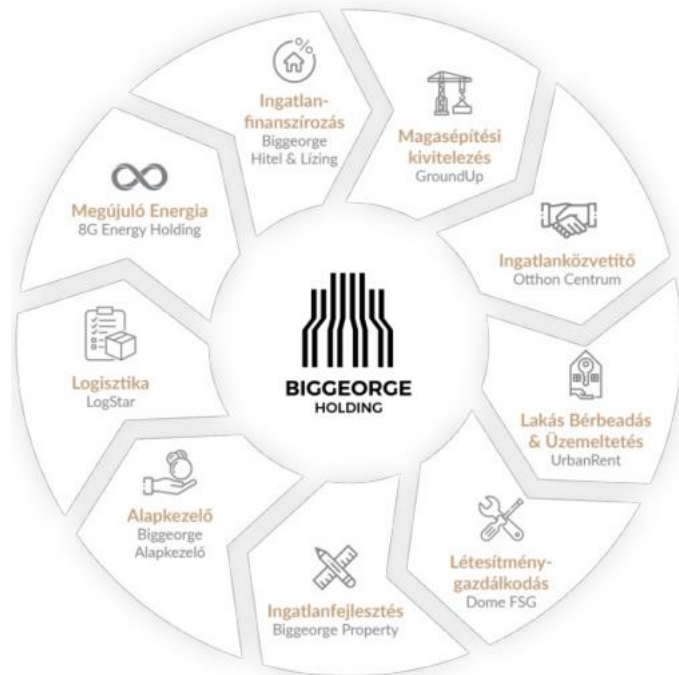 %
Ingatlan-
finanszírozás
Biggeorge
Hitel & Lízing
Magasépítési
kivitelezés
GroundUp
Ingatlanközvetítő
Otthon Centrum
Lakás Bérbeadás
& Üzemeltetés
UrbanRent
Létesítmény-
gazdálkodás
Dome FSG
Ingatlanfejlesztés
Biggeorge Property
Alapkezelő
Biggeorge
Alapkezelő
Logisztika
LogStar
Megújuló Energia
8G Energy Holding
BIGGEORGE
HOLDING